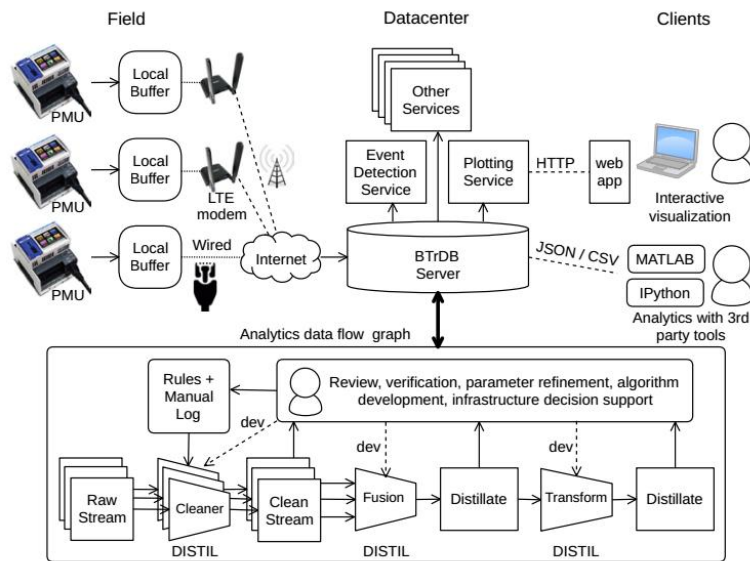 Field
Datacenter
Clients
PMU
Local
Buffer
PMU
Local
Buffer
LTE
modem
PMU
Local
Buffer
Wired
Internet
Other
Services
Event
Detection
Service
Plotting
Service
HTTP
web
app
Interactive
visualization
BTrDB
Server
JSON / CSV
MATLAB
IPython
Analytics with 3rd
party tools
Analytics data flow graph
Rules +
Manual
Log
Review, verification, parameter refinement, algorithm
development, infrastructure decision support
dev
dev
dev
Raw
Stream
Cleaner
Clean
Stream
Fusion
Distillate
Transform
Distillate
DISTIL
DISTIL
DISTIL